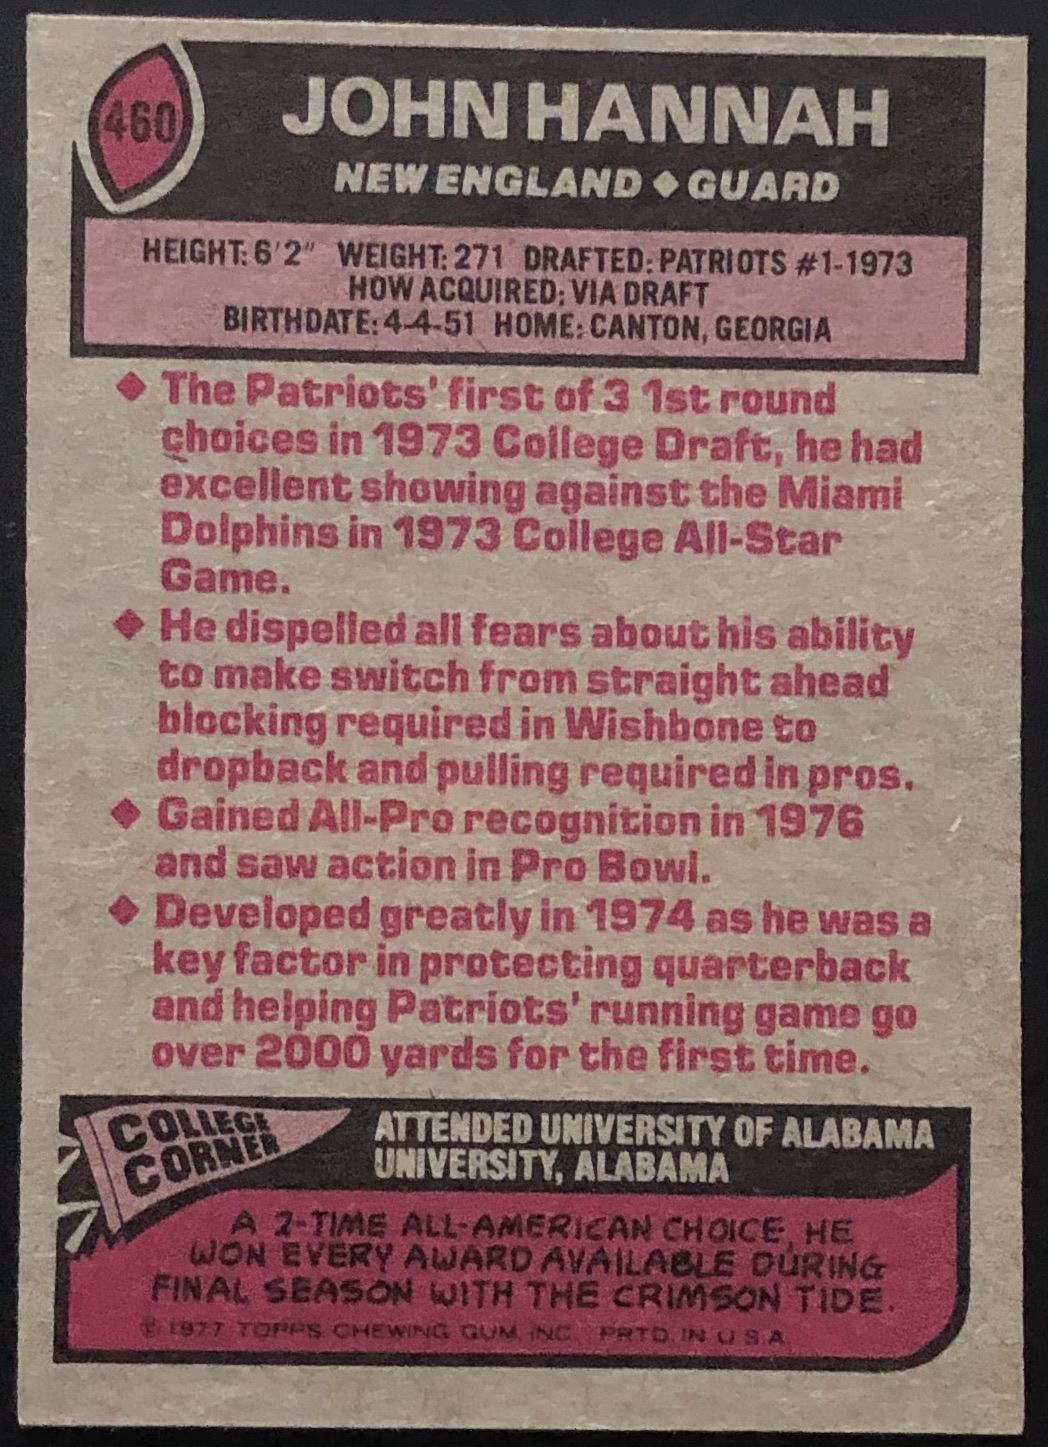 460
JOHN HANNAH
NEW ENGLAND ◆ GUARD
HEIGHT: 6'2" WEIGHT: 271 DRAFTED: PATRIOTS #1-1973
HOW ACQUIRED: VIA DRAFT
BIRTHDATE: 4-4-51 HOME: CANTON, GEORGIA
◆ The Patriots' first of 3 1st round
choices in 1973 College Draft, he had
excellent showing against the Miami
Dolphins in 1973 College All-Star
Game.
◆ He dispelled all fears about his ability
to make switch from straight ahead
blocking required in Wishbone to
dropback and pulling required in pros.
◆ Gained All-Pro recognition in 1976
and saw action in Pro Bowl.
◆ Developed greatly in 1974 as he was a
key factor in protecting quarterback
and helping Patriots' running game go
over 2000 yards for the first time.
COLLEGE
CORNER
ATTENDED UNIVERSITY OF ALABAMA
UNIVERSITY, ALABAMA
A 2-TIME ALL-AMERICAN CHOICE, HE
WON EVERY AWARD AVAILABLE DURING
FINAL SEASON WITH THE CRIMSON TIDE.
© 1977 TOPPS CHEWING GUM, INC. PRTD. IN U.S.A.